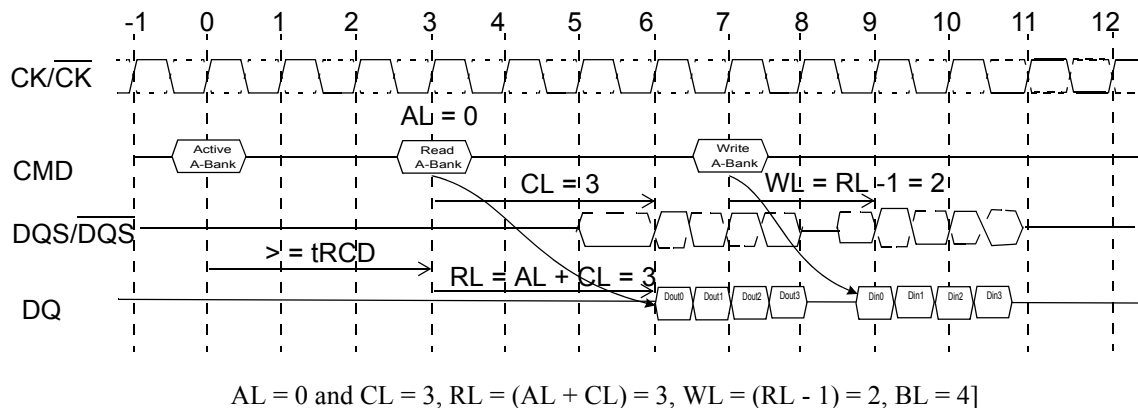 -1 0 1 2 3 4 5 6 7 8 9 10 11 12
CK/CK
AL = 0
Active
A-Bank
Read
A-Bank
Write
A-Bank
CMD
CL = 3
WL = RL -1 = 2
DQS/DQS
> = tRCD
RL = AL + CL = 3
DQ
Dout0 Dout1 Dout2 Dout3
Din0 Din1 Din2 Din3
AL = 0 and CL = 3, RL = (AL + CL) = 3, WL = (RL - 1) = 2, BL = 4]